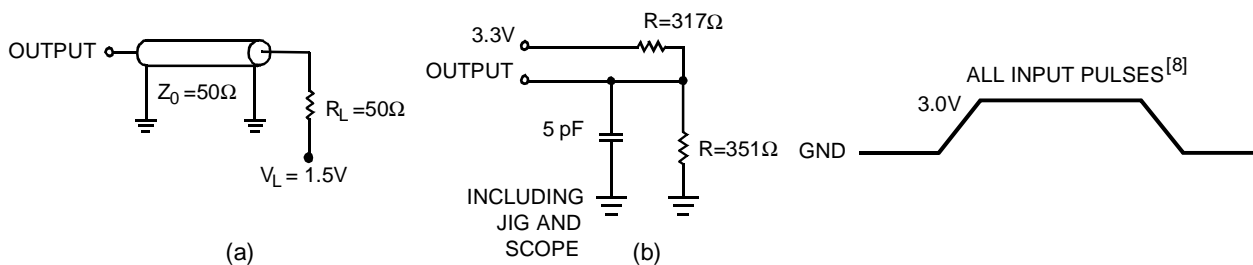 OUTPUT
Z0 =50Ω
RL =50Ω
VL = 1.5V
(a)
R=317Ω
3.3V
OUTPUT
5 pF
R=351Ω
INCLUDING
JIG AND
SCOPE
(b)
ALL INPUT PULSES[8]
3.0V
GND